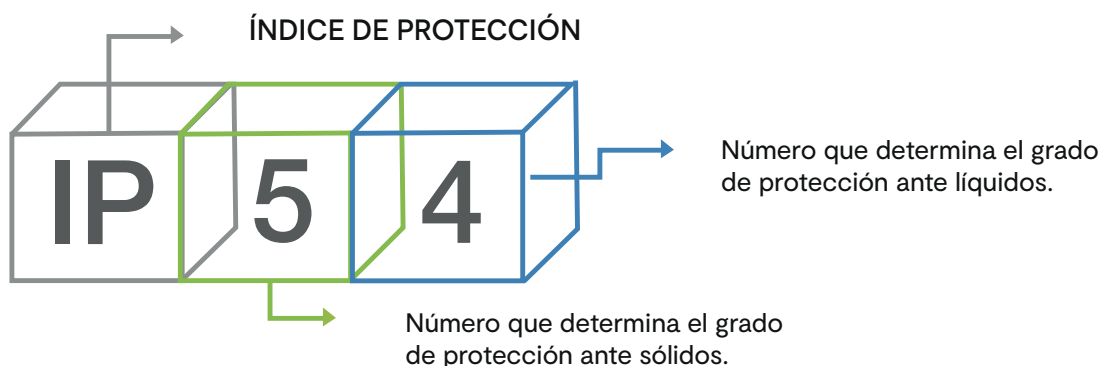 ÍNDICE DE PROTECCIÓN
IP 5 4
Número que determina el grado
de protección ante líquidos.
Número que determina el grado
de protección ante sólidos.